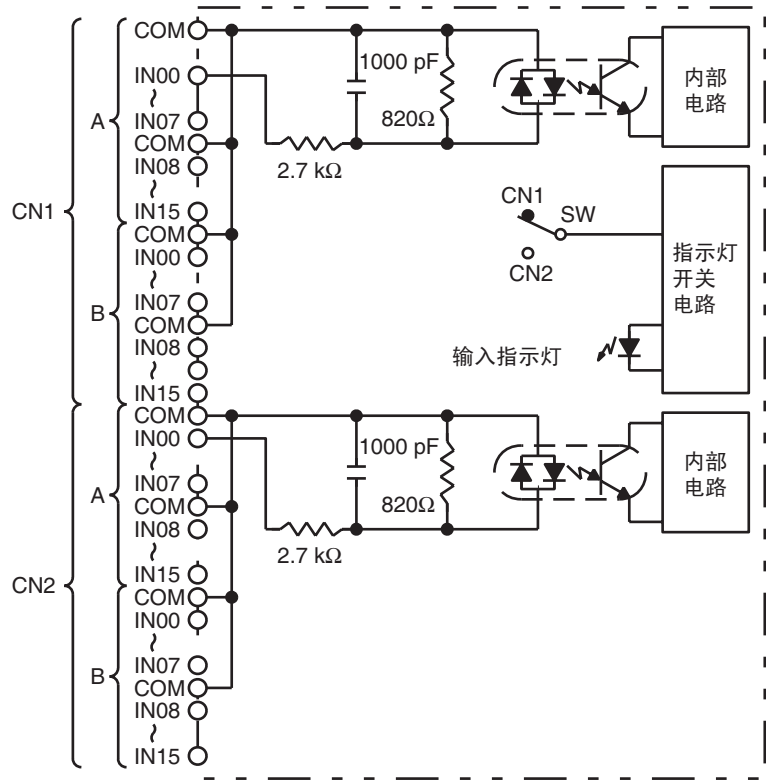 CN1
A
COM
IN00
~
IN07
COM
IN08
~
IN15
B
COM
IN00
~
IN07
COM
IN08
~
IN15
1000 pF
820Ω
2.7 kΩ
内部
电路
CN1
SW
CN2
指示灯
开关
电路
输入指示灯
CN2
A
COM
IN00
~
IN07
COM
IN08
~
IN15
B
COM
IN00
~
IN07
COM
IN08
~
IN15
1000 pF
820Ω
2.7 kΩ
内部
电路